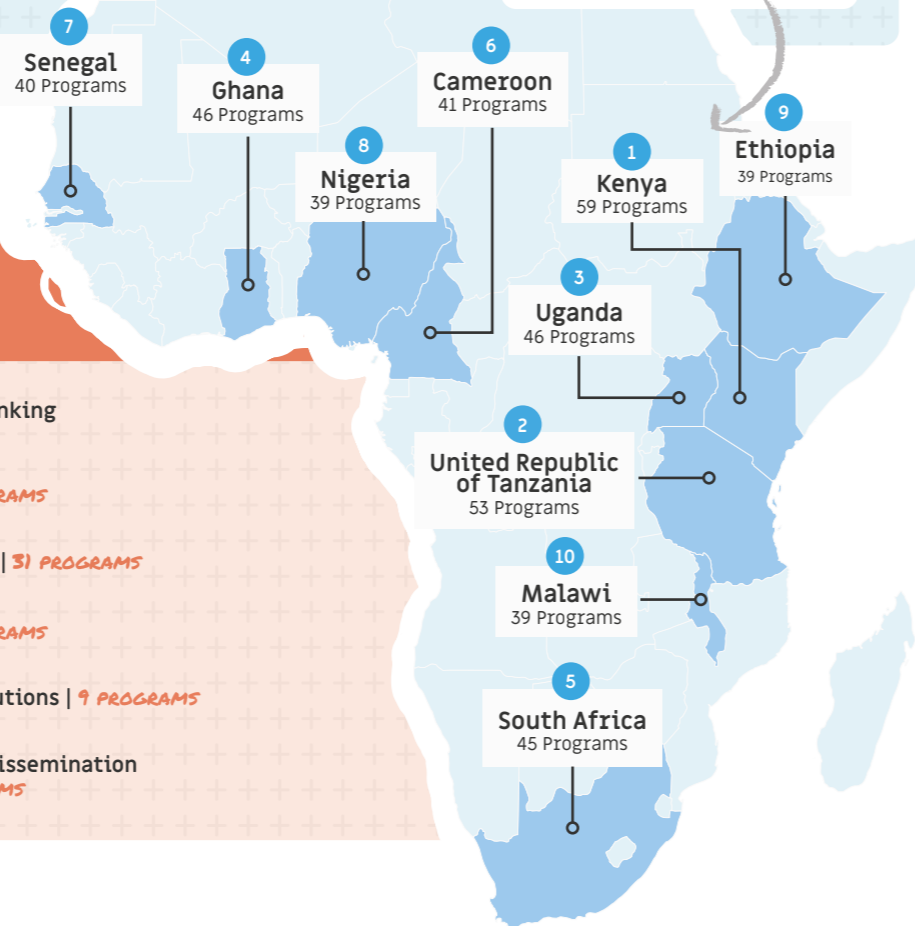 7
Senegal
40 Programs
4
Ghana
46 Programs
6
Cameroon
41 Programs
8
Nigeria
39 Programs
1
Kenya
59 Programs
9
Ethiopia
39 Programs
3
Uganda
46 Programs
2
United Republic
of Tanzania
53 Programs
10
Malawi
39 Programs
5
South Africa
45 Programs
nking
RAMS
| 31 PROGRAMS
RAMS
utions | 9 PROGRAMS
issemination
MS